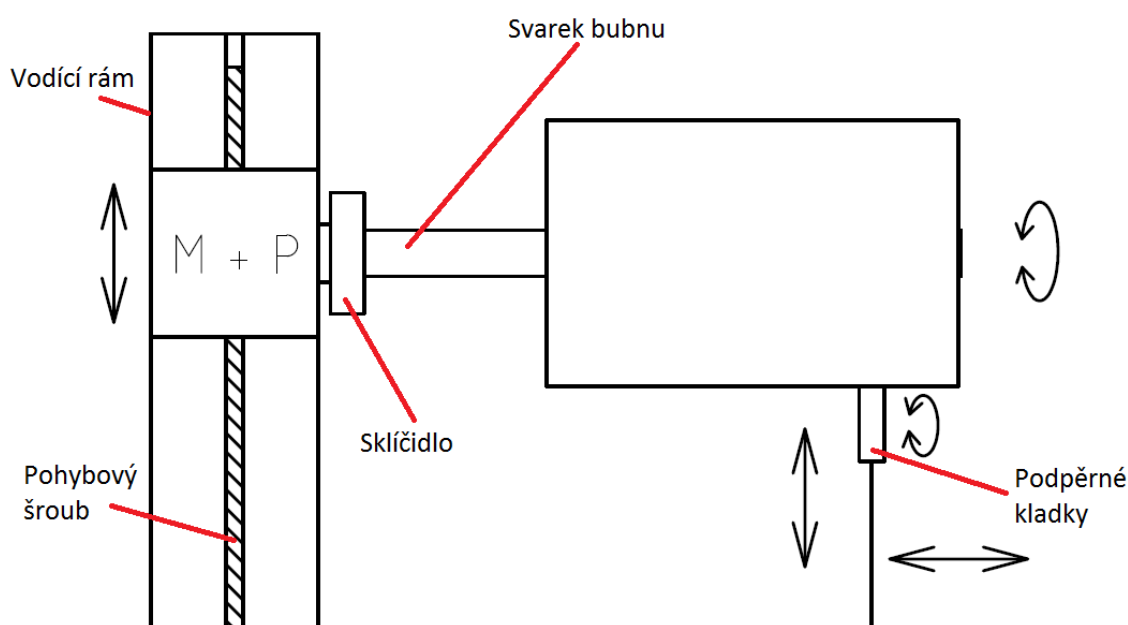 Svarek bubnu
Vodící rám
M + P
Sklíčidlo
Pohybový
šroub
Podpěrné
kladky